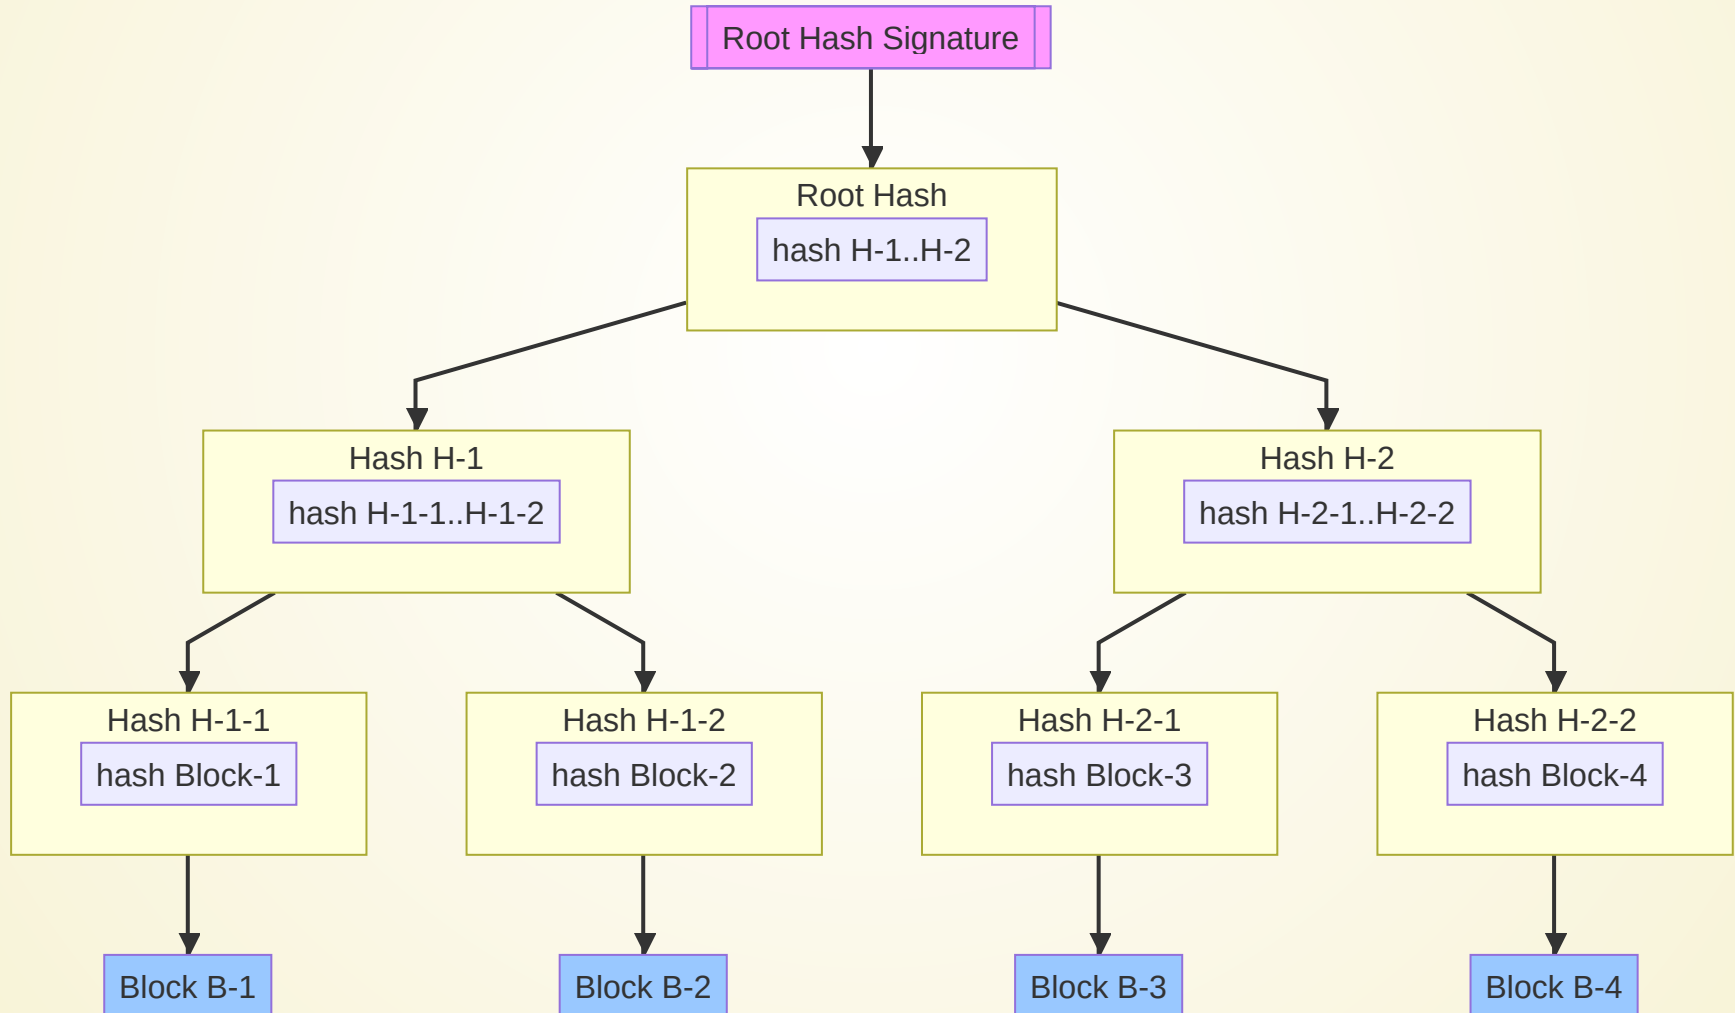 Root Hash Signature
Root Hash
hash H-1..H-2
Hash H-1
hash H-1-1..H-1-2
Hash H-2
hash H-2-1..H-2-2
Hash H-1-1
hash Block-1
Hash H-1-2
hash Block-2
Hash H-2-1
hash Block-3
Hash H-2-2
hash Block-4
Block B-1
Block B-2
Block B-3
Block B-4